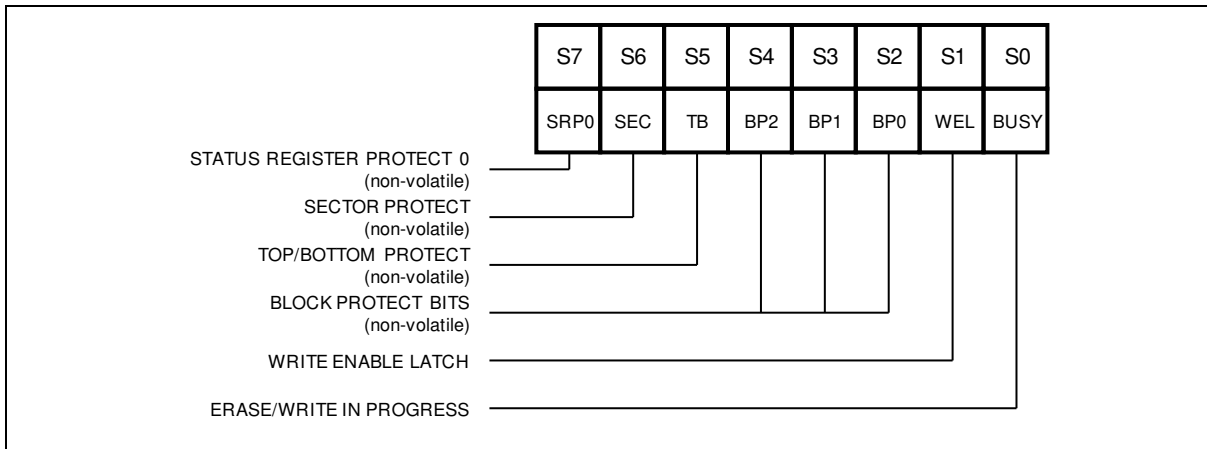 S7 S6 S5 S4 S3 S2 S1 S0
SRP0 SEC TB BP2 BP1 BP0 WEL BUSY
STATUS REGISTER PROTECT 0
(non-volatile)
SECTOR PROTECT
(non-volatile)
TOP/BOTTOM PROTECT
(non-volatile)
BLOCK PROTECT BITS
(non-volatile)
WRITE ENABLE LATCH
ERASE/WRITE IN PROGRESS